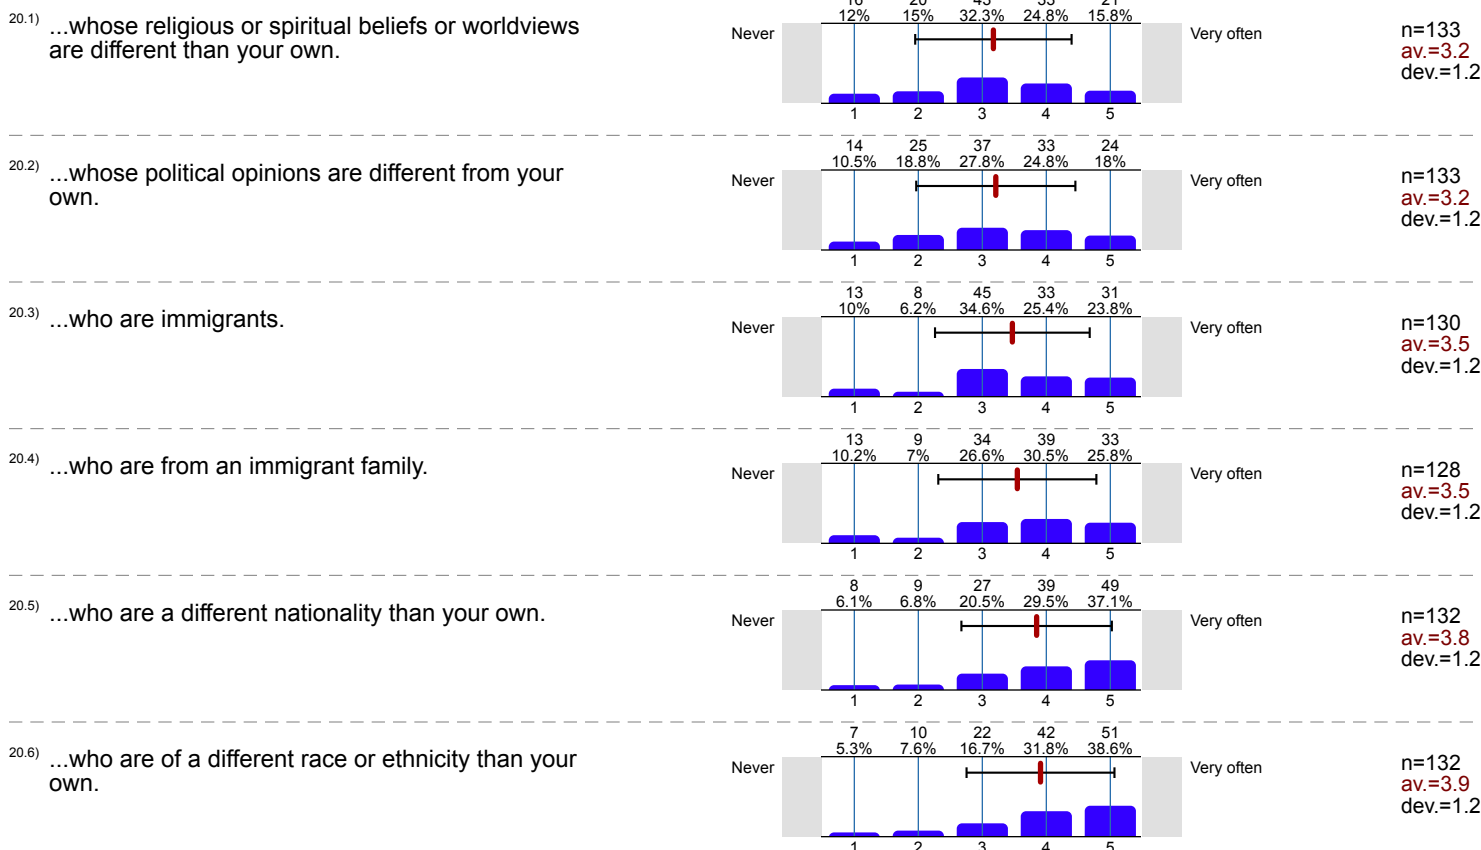 20.1) ...whose religious or spiritual beliefs or worldviews
are different than your own.
16 20 43 33 21
12% 15% 32.3% 24.8% 15.8%
Never Very often
1 2 3 4 5
n=133
av.=3.2
dev.=1.2
20.2) ...whose political opinions are different from your
own.
14 25 37 33 24
10.5% 18.8% 27.8% 24.8% 18%
Never Very often
1 2 3 4 5
n=133
av.=3.2
dev.=1.2
20.3) ...who are immigrants.
13 8 45 33 31
10% 6.2% 34.6% 25.4% 23.8%
Never Very often
1 2 3 4 5
n=130
av.=3.5
dev.=1.2
20.4) ...who are from an immigrant family.
13 9 34 39 33
10.2% 7% 26.6% 30.5% 25.8%
Never Very often
1 2 3 4 5
n=128
av.=3.5
dev.=1.2
20.5) ...who are a different nationality than your own.
8 9 27 39 49
6.1% 6.8% 20.5% 29.5% 37.1%
Never Very often
1 2 3 4 5
n=132
av.=3.8
dev.=1.2
20.6) ...who are of a different race or ethnicity than your
own.
7 10 22 42 51
5.3% 7.6% 16.7% 31.8% 38.6%
Never Very often
1 2 3 4 5
n=132
av.=3.9
dev.=1.2